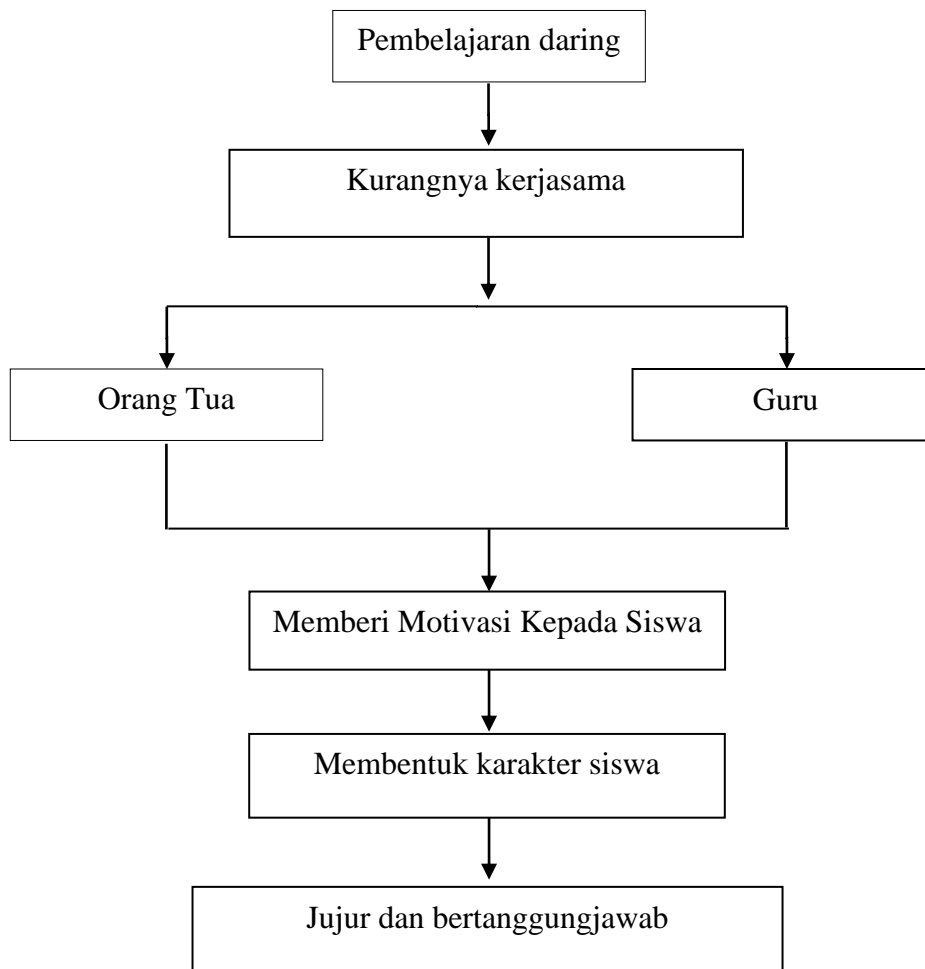 Pembelajaran daring
Kurangnya kerjasama
Orang Tua
Guru
Memberi Motivasi Kepada Siswa
Membentuk karakter siswa
Jujur dan bertanggungjawab